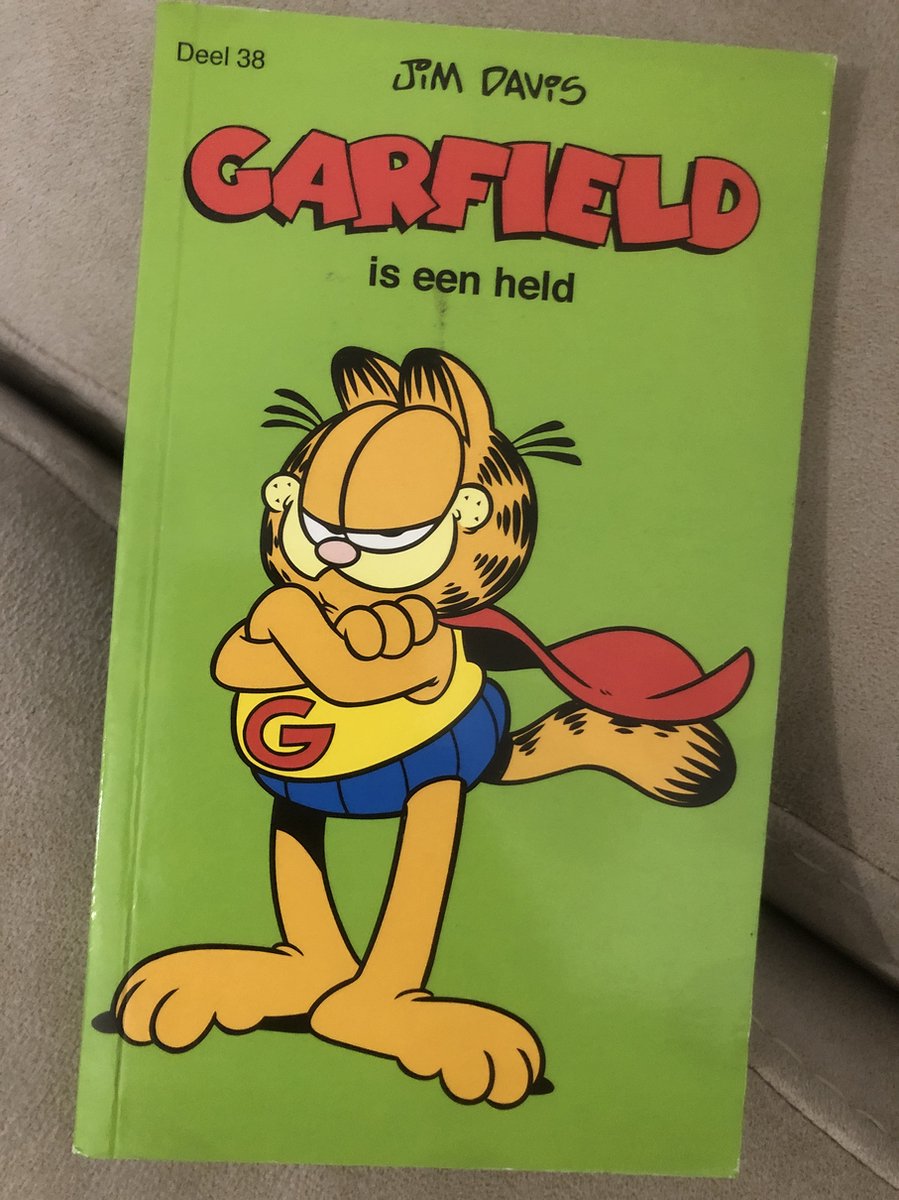 Deel 38
JiM DAViS
GARFIELD
is een held
G